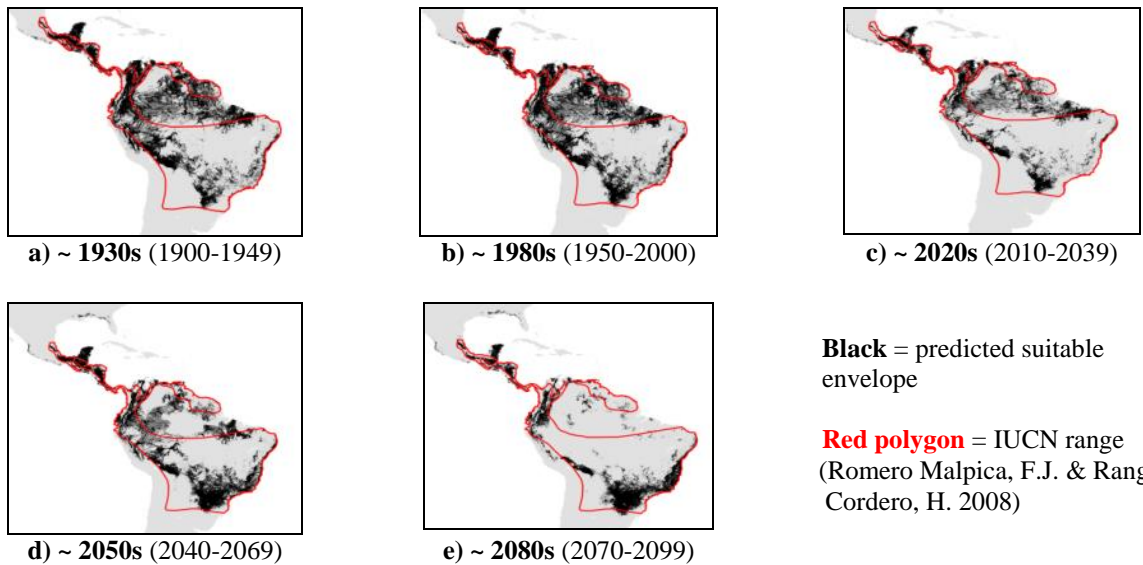 a) ~ 1930s (1900-1949)
b) ~ 1980s (1950-2000)
c) ~ 2020s (2010-2039)
d) ~ 2050s (2040-2069)
e) ~ 2080s (2070-2099)
Black = predicted suitable
envelope
Red polygon = IUCN range
(Romero Malpica, F.J. & Rang
Cordero, H. 2008)